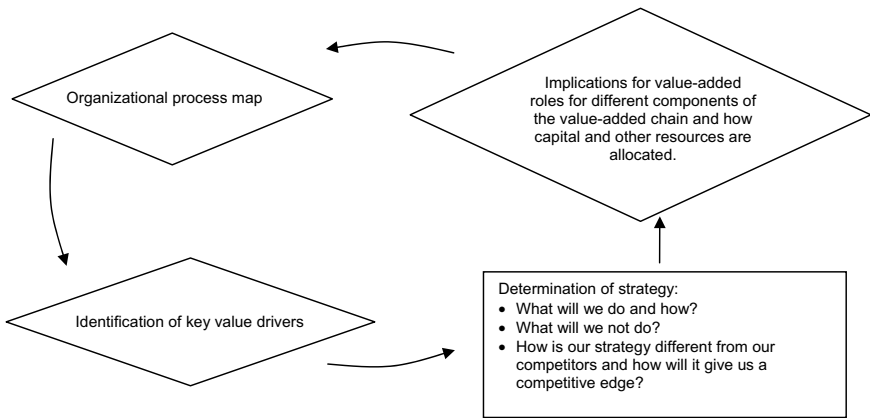 Organizational process map
Implications for value-added
roles for different components of
the value-added chain and how
capital and other resources are
allocated.
Identification of key value drivers
Determination of strategy:
• What will we do and how?
• What will we not do?
• How is our strategy different from our
competitors and how will it give us a
competitive edge?